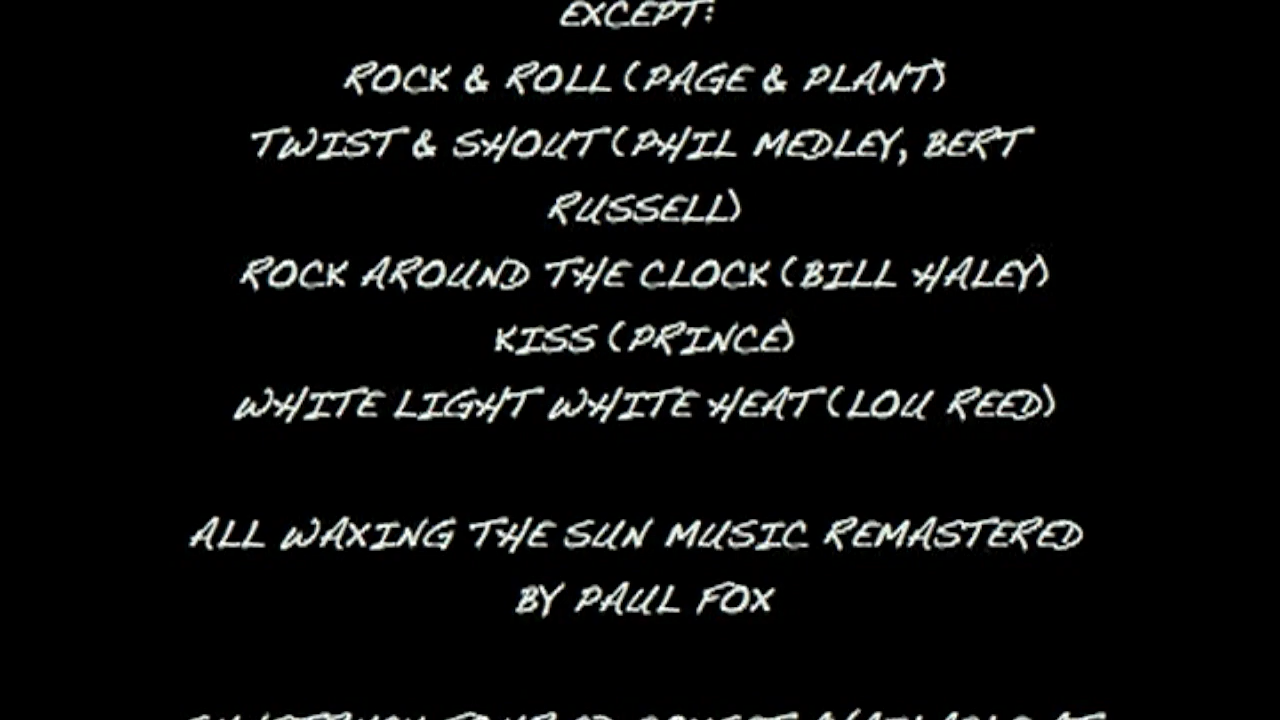 EXCEPT:
ROCK & ROLL (PAGE & PLANT)
TWIST & SHOUT (PHIL MEDLEY, BERT
RUSSELL)
ROCK AROUND THE CLOCK (BILL HALEY)
KISS (PRINCE)
WHITE LIGHT WHITE HEAT (LOU REED)
ALL WAXING THE SUN MUSIC REMASTERED
BY PAUL FOX